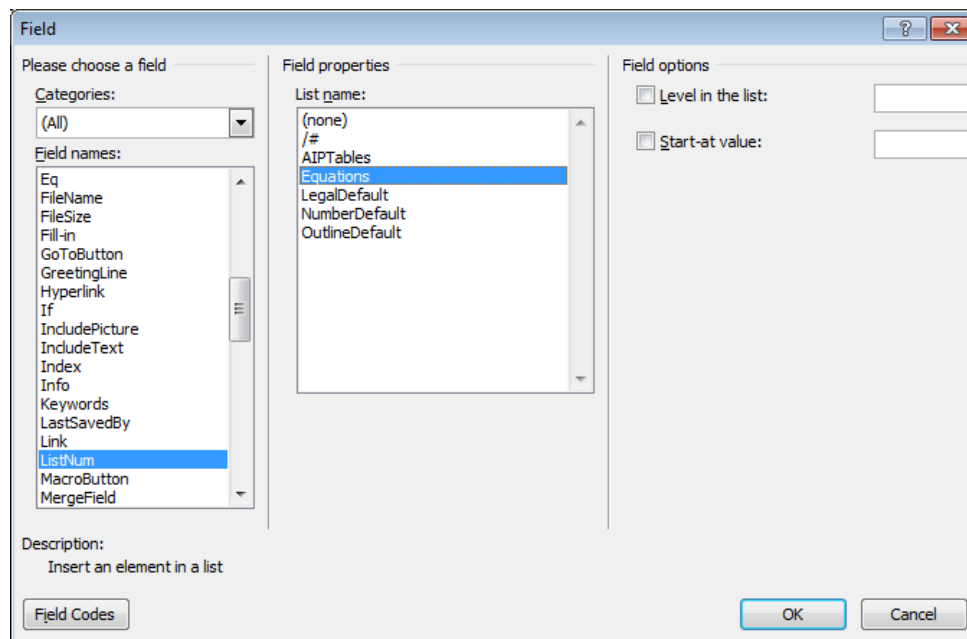 Field
Please choose a field
Categories:
(All)
Field names:
Eq
FileName
FileSize
Fill-in
GoToButton
GreetingLine
Hyperlink
If
IncludePicture
IncludeText
Index
Info
Keywords
LastSavedBy
Link
ListNum
MacroButton
MergeField
Field properties
List name:
(none)
/#
AIPTables
Equations
LegalDefault
NumberDefault
OutlineDefault
Field options
Level in the list:
Start-at value:
Description:
Insert an element in a list
Field Codes
OK
Cancel